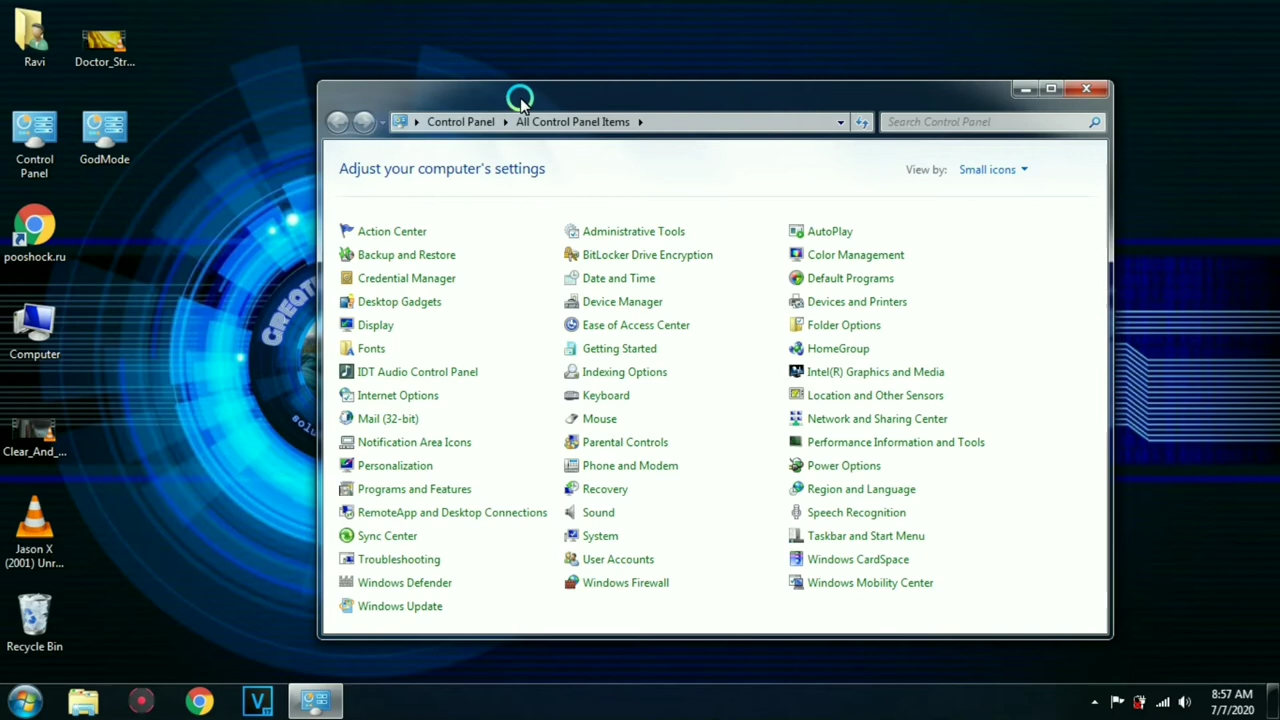 Ravi
Doctor_Str...
Control Panel
GodMode
pooshock.ru
Computer
Clear_And_...
Jason X (2001) Unr...
Recycle Bin
Control Panel All Control Panel Items
Search Control Panel
Adjust your computer's settings
View by: Small icons
Action Center Administrative Tools AutoPlay
Backup and Restore BitLocker Drive Encryption Color Management
Credential Manager Date and Time Default Programs
Desktop Gadgets Device Manager Devices and Printers
Display Ease of Access Center Folder Options
Fonts Getting Started HomeGroup
IDT Audio Control Panel Indexing Options Intel(R) Graphics and Media
Internet Options Keyboard Location and Other Sensors
Mail (32-bit) Mouse Network and Sharing Center
Notification Area Icons Parental Controls Performance Information and Tools
Personalization Phone and Modem Power Options
Programs and Features Recovery Region and Language
RemoteApp and Desktop Connections Sound Speech Recognition
Sync Center System Taskbar and Start Menu
Troubleshooting User Accounts Windows CardSpace
Windows Defender Windows Firewall Windows Mobility Center
Windows Update
8:57 AM
7/7/2020